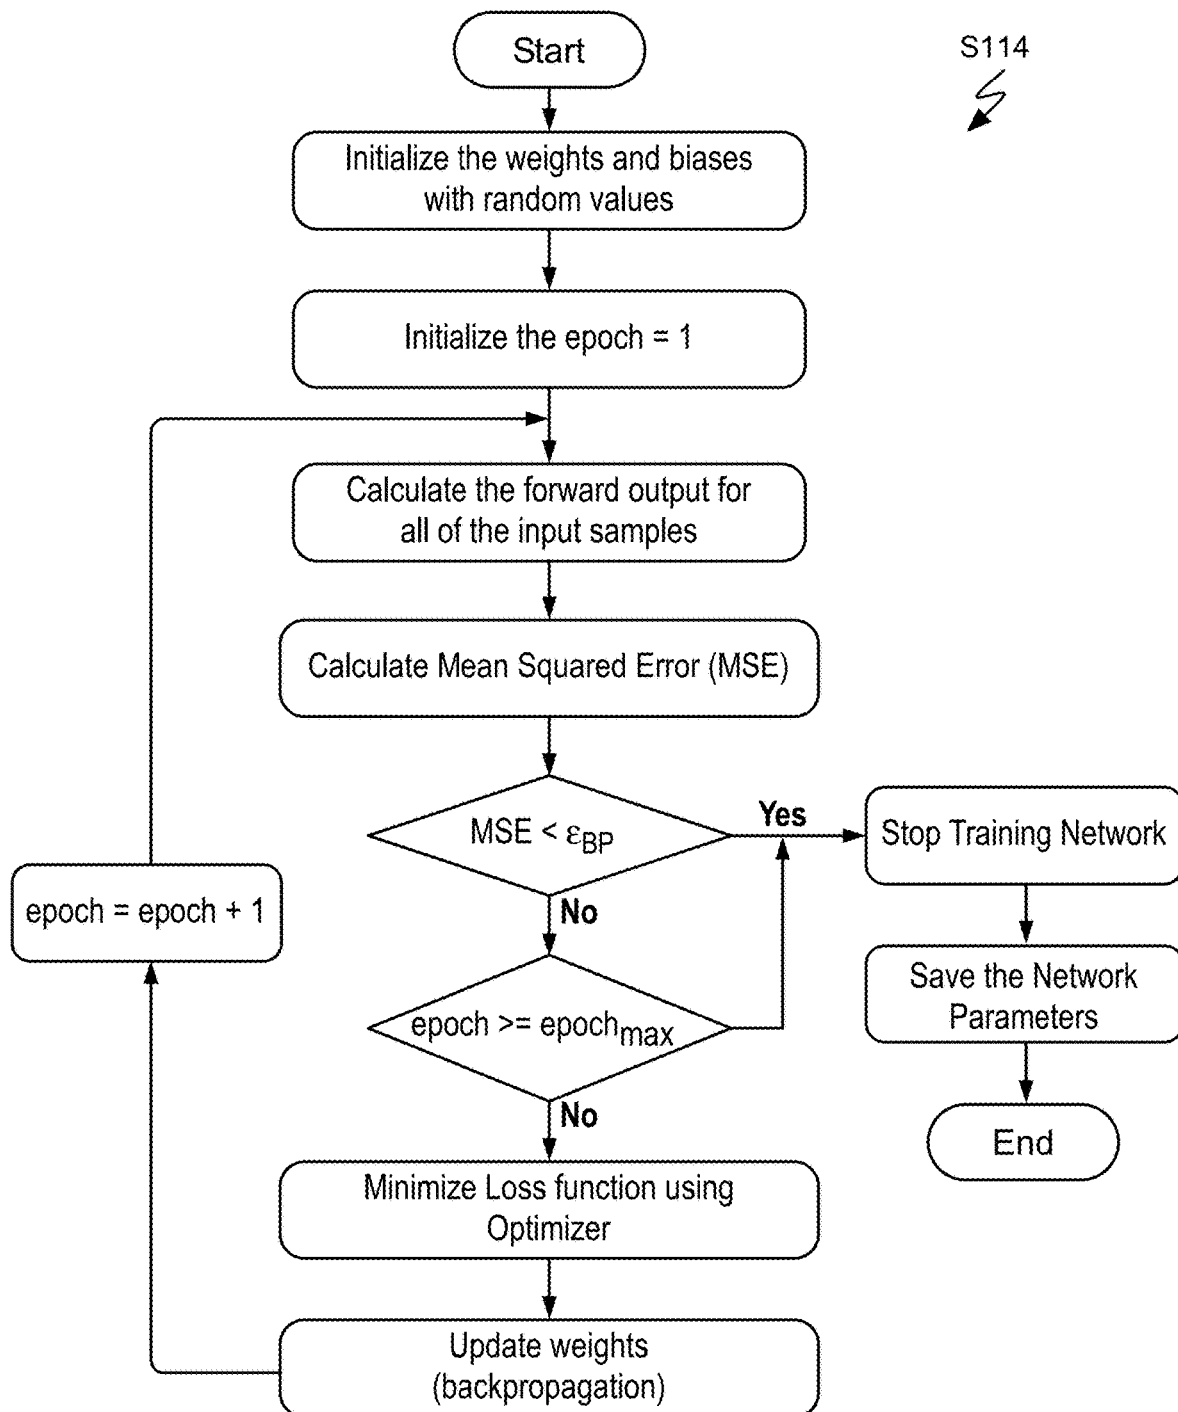 Start
S114
Initialize the weights and biases
with random values
Initialize the epoch = 1
Calculate the forward output for
all of the input samples
Calculate Mean Squared Error (MSE)
MSE < εBP
Yes
Stop Training Network
No
epoch = epoch + 1
epoch >= epochmax
Save the Network
Parameters
No
End
Minimize Loss function using
Optimizer
Update weights
(backpropagation)